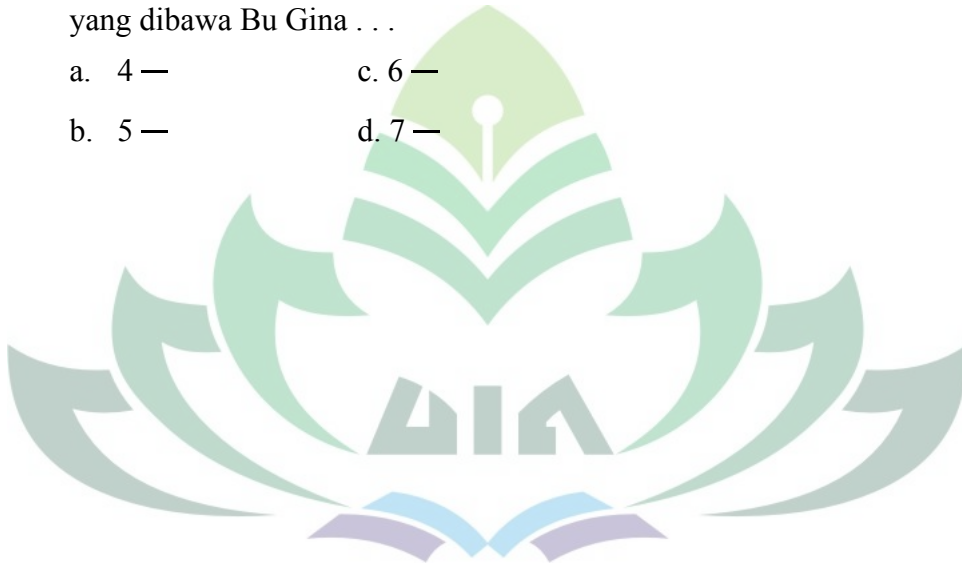 yang dibawa Bu Gina . . .
a. 4 — c. 6 —
b. 5 — d. 7 —
UIN